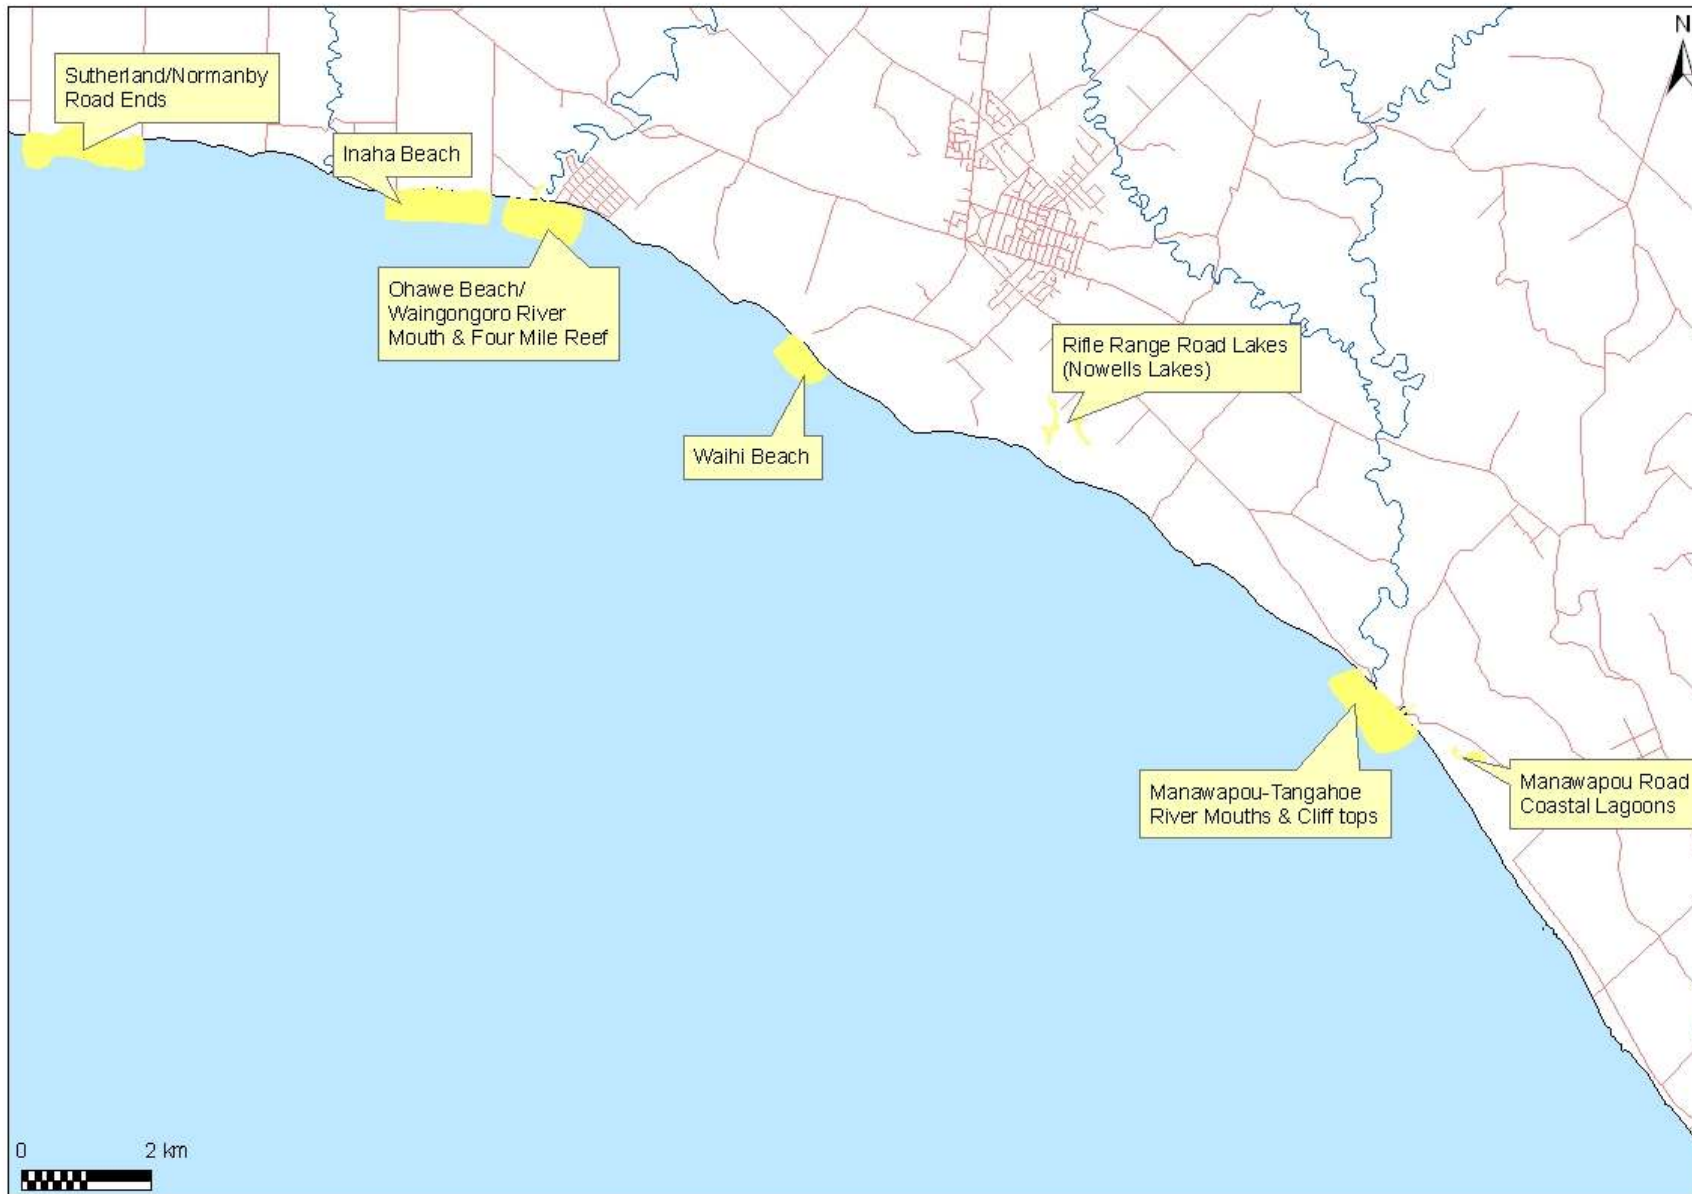 N
Sutherland/Normanby
Road Ends
Inaha Beach
Ohawe Beach/
Waingongoro River
Mouth & Four Mile Reef
Rifle Range Road Lakes
(Nowells Lakes)
Waihi Beach
Manawapou-Tangahoe
River Mouths & Cliff tops
Manawapou Road
Coastal Lagoons
0 2 km